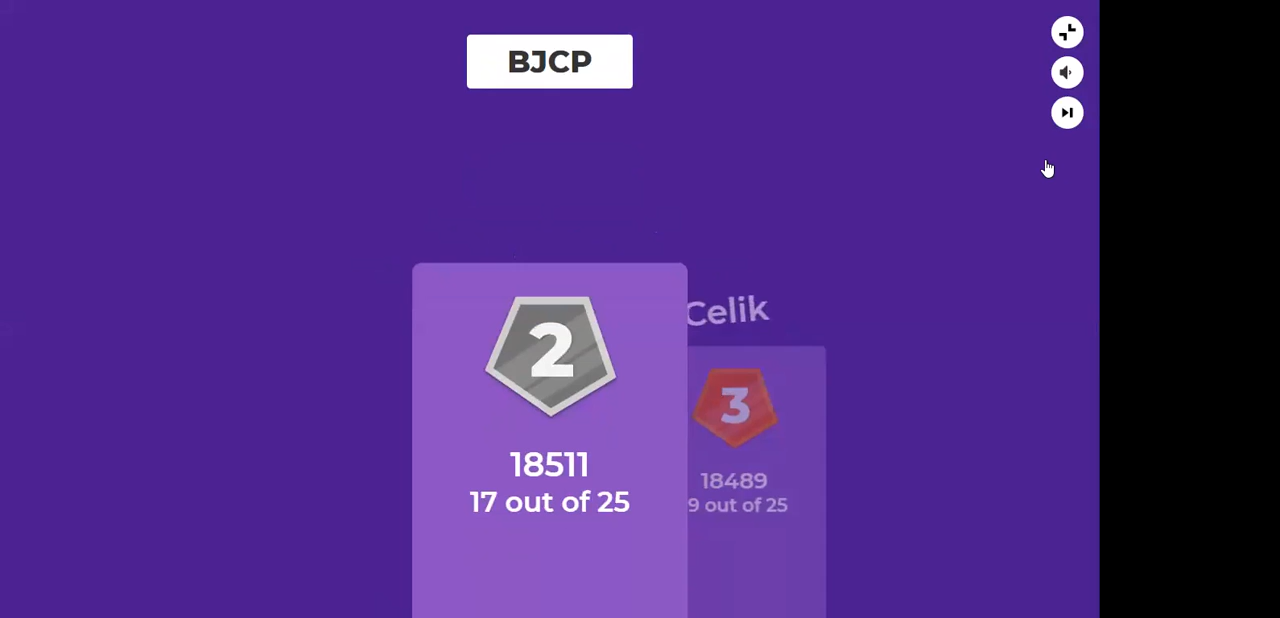 BJCP
Celik
2
3
18511
17 out of 25
18489
9 out of 25